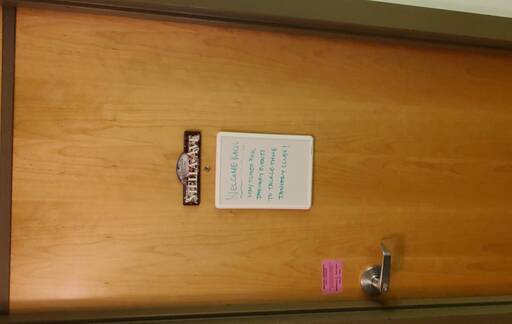 STELLA AVE
WELCOME BACK
STAY TUNED FOR
JANUARY EVENTS
TO TACKLE THOSE
JANUARY BLUES!